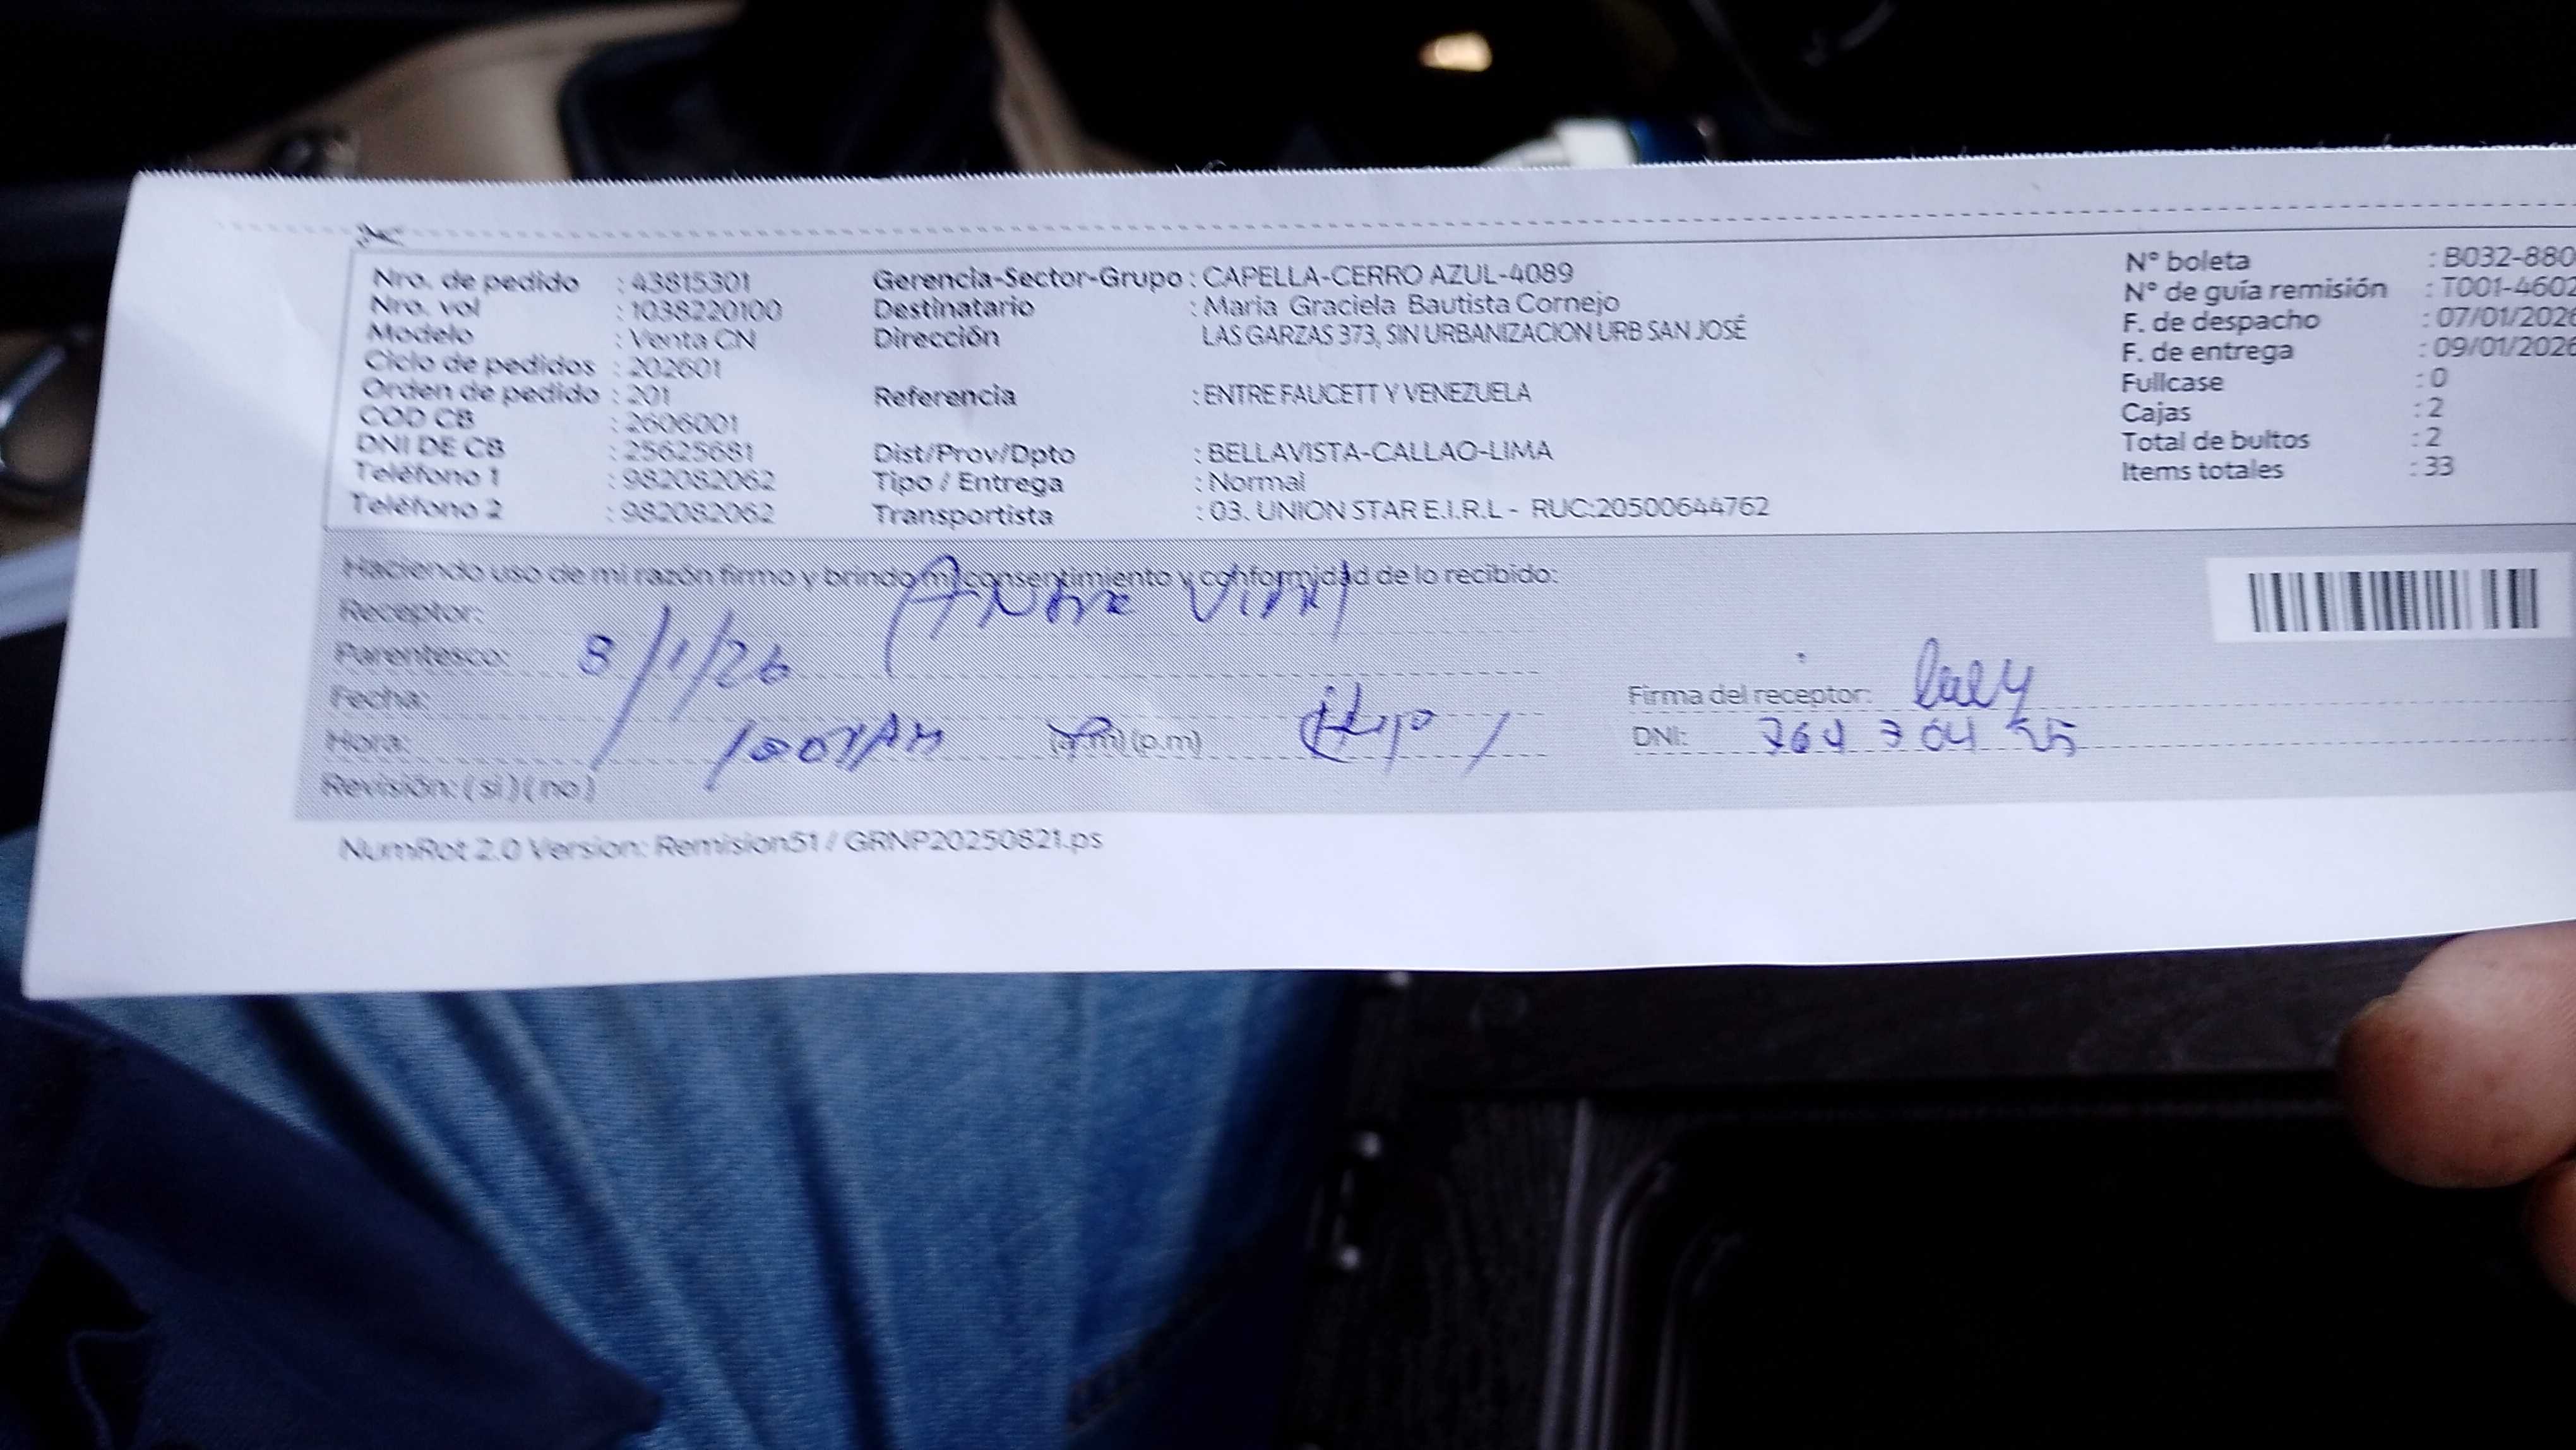 Nro. de pedido : 43815301
Nro. vol : 1038220100
Modelo : Venta CN
Ciclo de pedidos : 202601
Orden de pedido : 201
COD CB : 2606001
DNI DE CB : 25625681
Teléfono 1 : 982082062
Teléfono 2 : 982082062
Gerencia-Sector-Grupo : CAPELLA-CERRO AZUL-4089
Destinatario : Maria Graciela Bautista Cornejo
Dirección LAS GARZAS 373, SIN URBANIZACION URB SAN JOSÉ
Referencia : ENTRE FAUCETT Y VENEZUELA
Dist/Prov/Dpto : BELLAVISTA-CALLAO-LIMA
Tipo / Entrega : Normal
Transportista : 03. UNION STAR E.I.R.L - RUC:20500644762
N° boleta : B032-880
N° de guía remisión : T001-4602
F. de despacho : 07/01/2026
F. de entrega : 09/01/2026
Fullcase : 0
Cajas : 2
Total de bultos : 2
Items totales : 33
Haciendo uso de mi razón firmo y brindo mi consentimiento y conformidad de lo recibido:
Receptor:
Parentesco: 8/1/26
Fecha:
Hora: (a.m) (p.m)
Revisión: ( si ) ( no )
Firma del receptor:
DNI:
NumRot 2.0 Version: Remision51 / GRNP20250821.ps